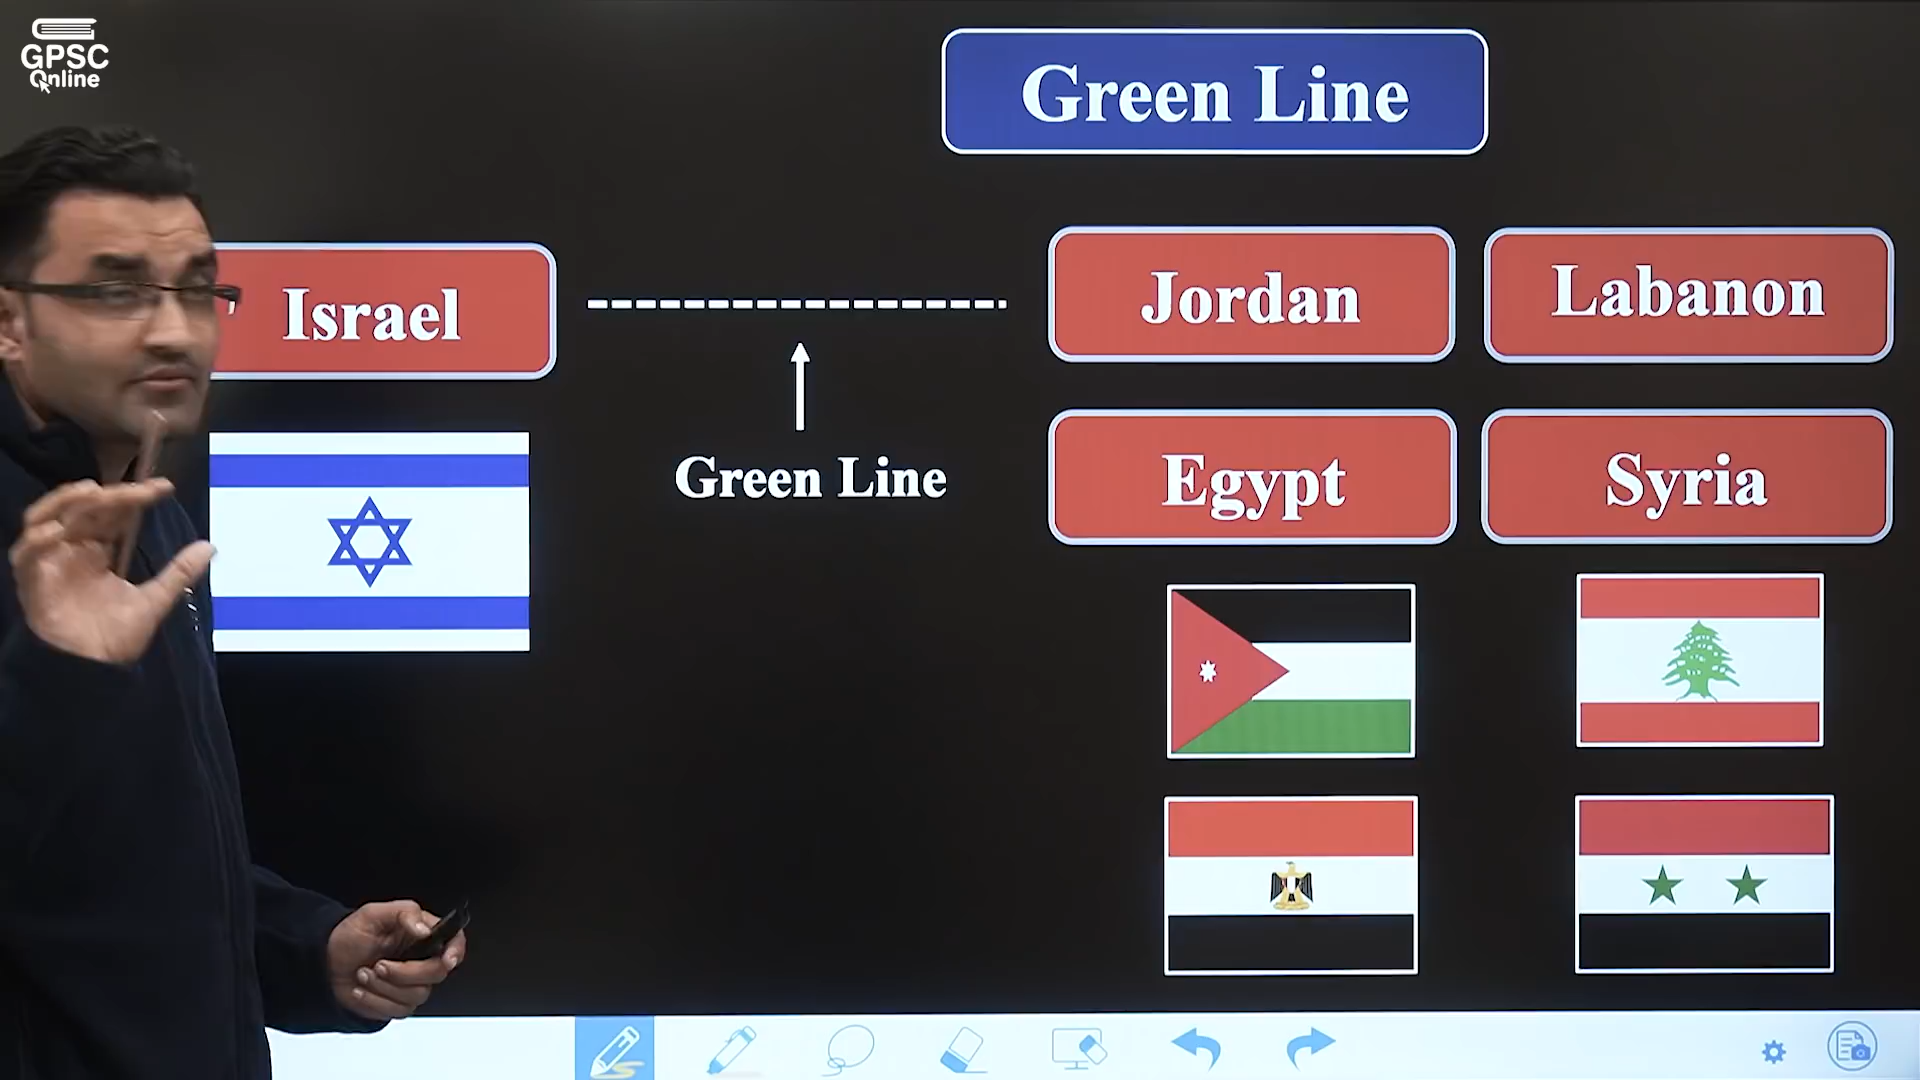 GPSC
Online
Green Line
Israel
Jordan
Labanon
Green Line
Egypt
Syria